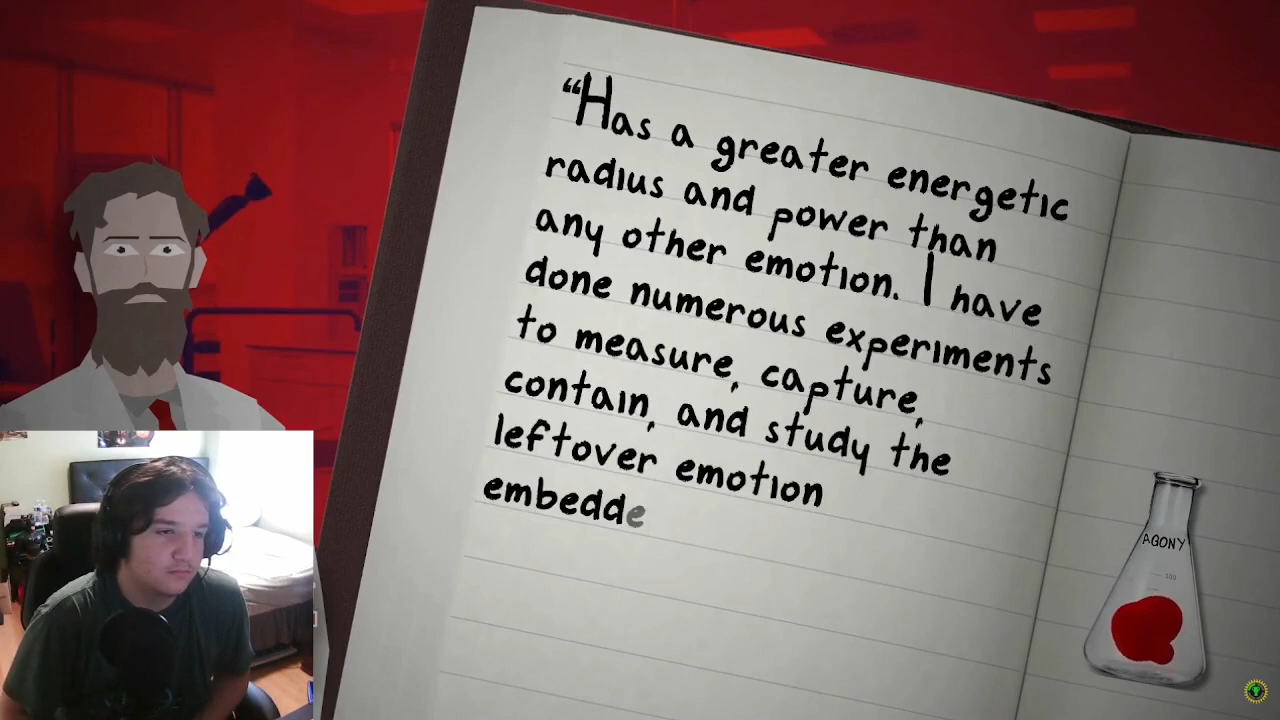 “Has a greater energetic
radius and power than
any other emotion. I have
done numerous experiments
to measure, capture,
contain, and study the
leftover emotion
embedde
AGONY
300